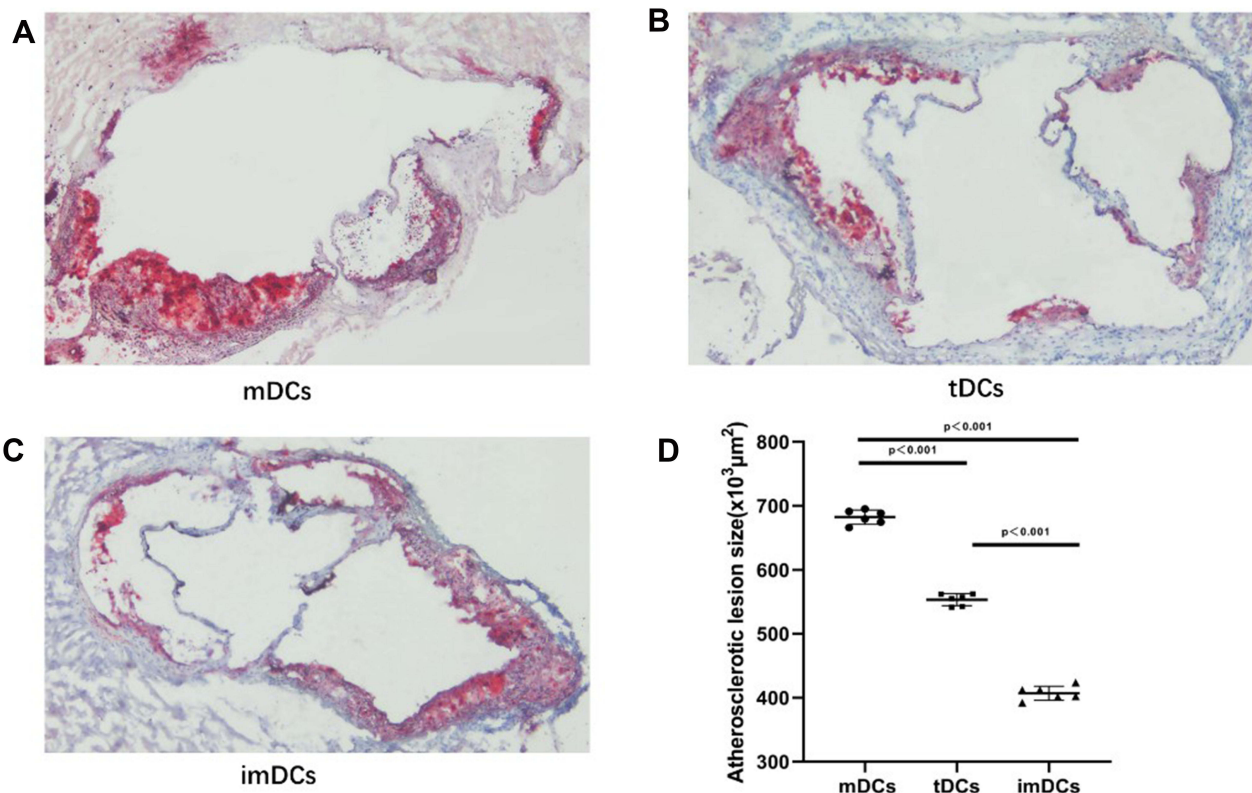 A
B
mDCs
tDCs
C
D
imDCs
Atherosclerotic lesion size(x10³μm²)
800
700
600
500
400
300
p<0.001
p<0.001
p<0.001
mDCs
tDCs
imDCs